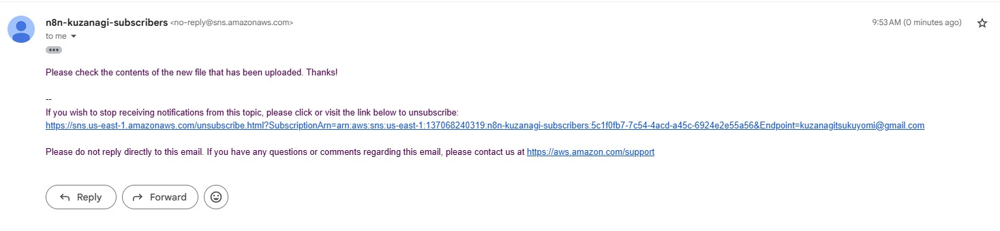 n8n-kuzanagi-subscribers <no-reply@sns.amazonaws.com> 9:53 AM (0 minutes ago)
to me
Please check the contents of the new file that has been uploaded. Thanks!
--
If you wish to stop receiving notifications from this topic, please click or visit the link below to unsubscribe:
https://sns.us-east-1.amazonaws.com/unsubscribe.html?SubscriptionArn=arn:aws:sns:us-east-1:137068240319:n8n-kuzanagi-subscribers:5c1f0fb7-7c54-4acd-a45c-6924e2e55a56&Endpoint=kuzanagitsukuyomi@gmail.com
Please do not reply directly to this email. If you have any questions or comments regarding this email, please contact us at https://aws.amazon.com/support
Reply Forward